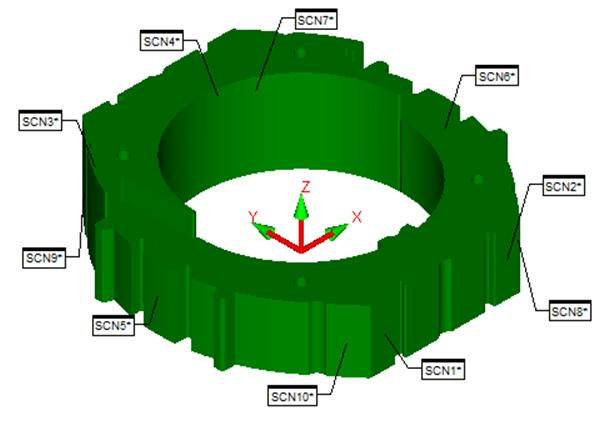 SCN7*
SCN4*
SCN6*
SCN3*
SCN2*
Z
Y
X
SCN9*
SCN8*
SCN5*
SCN1*
SCN10*